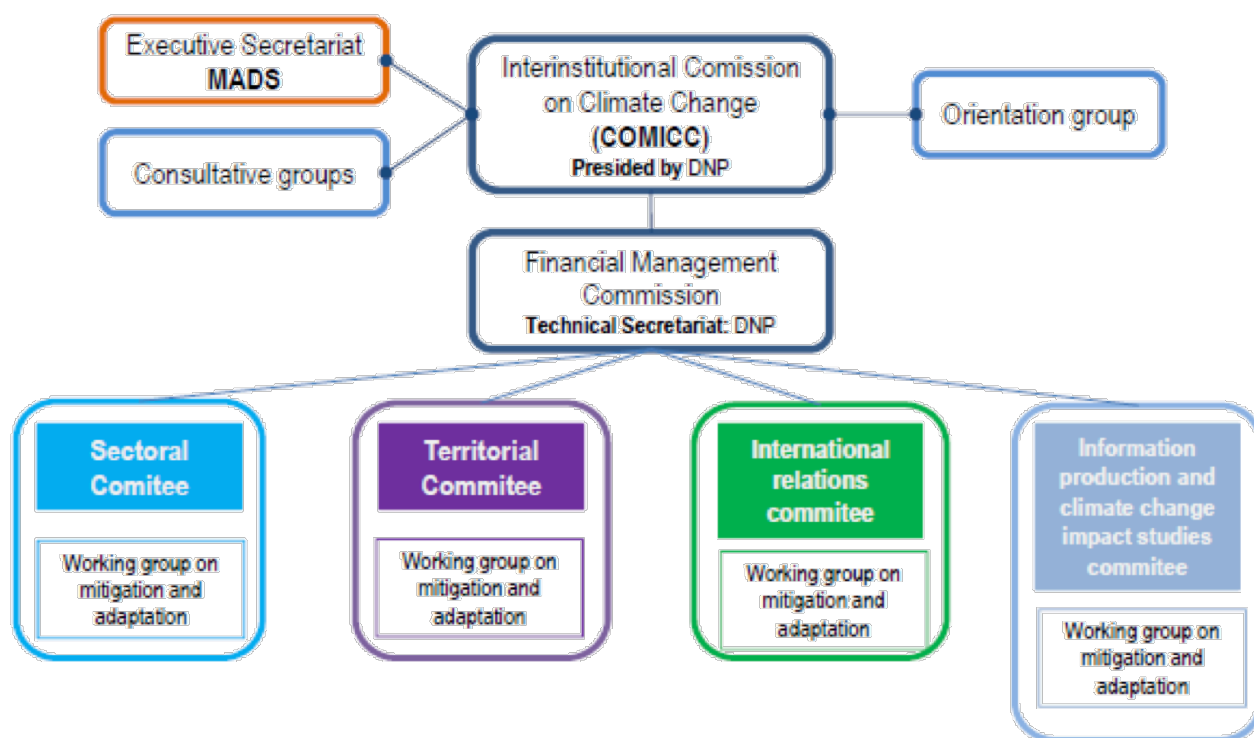 Executive Secretariat
MADS
Consultative groups
Interinstitutional Comission
on Climate Change
(COMICC)
Presided by DNP
Orientation group
Financial Management
Commission
Technical Secretariat: DNP
Sectoral
Comitee
Working group on
mitigation and
adaptation
Territorial
Commitee
Working group on
mitigation and
adaptation
International
relations
commitee
Working group on
mitigation and
adaptation
Information
production and
climate change
impact studies
commitee
Working group on
mitigation and
adaptation